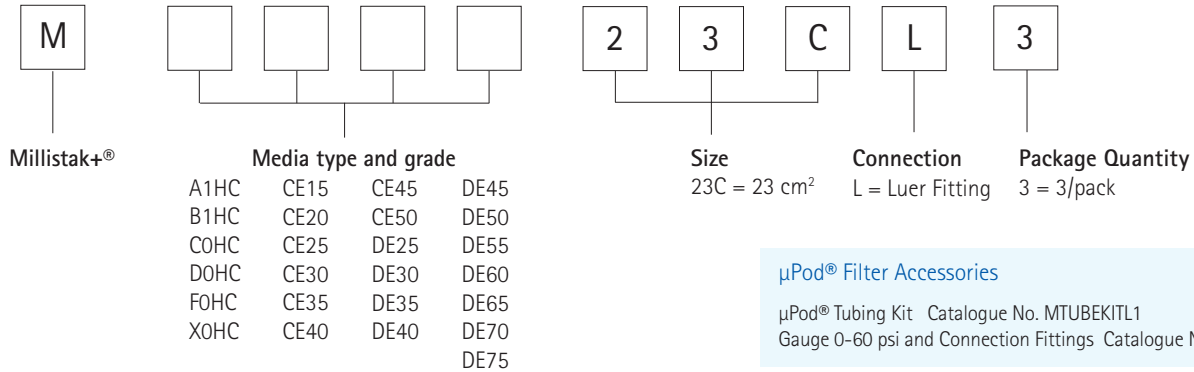 M 2 3 C L 3
Millistak+®
Media type and grade
A1HC CE15 CE45 DE45
B1HC CE20 CE50 DE50
C0HC CE25 DE25 DE55
D0HC CE30 DE30 DE60
F0HC CE35 DE35 DE65
X0HC CE40 DE40 DE70
DE75
Size
23C = 23 cm²
Connection
L = Luer Fitting
Package Quantity
3 = 3/pack
µPod® Filter Accessories
µPod® Tubing Kit Catalogue No. MTUBEKITL1
Gauge 0-60 psi and Connection Fittings Catalogue